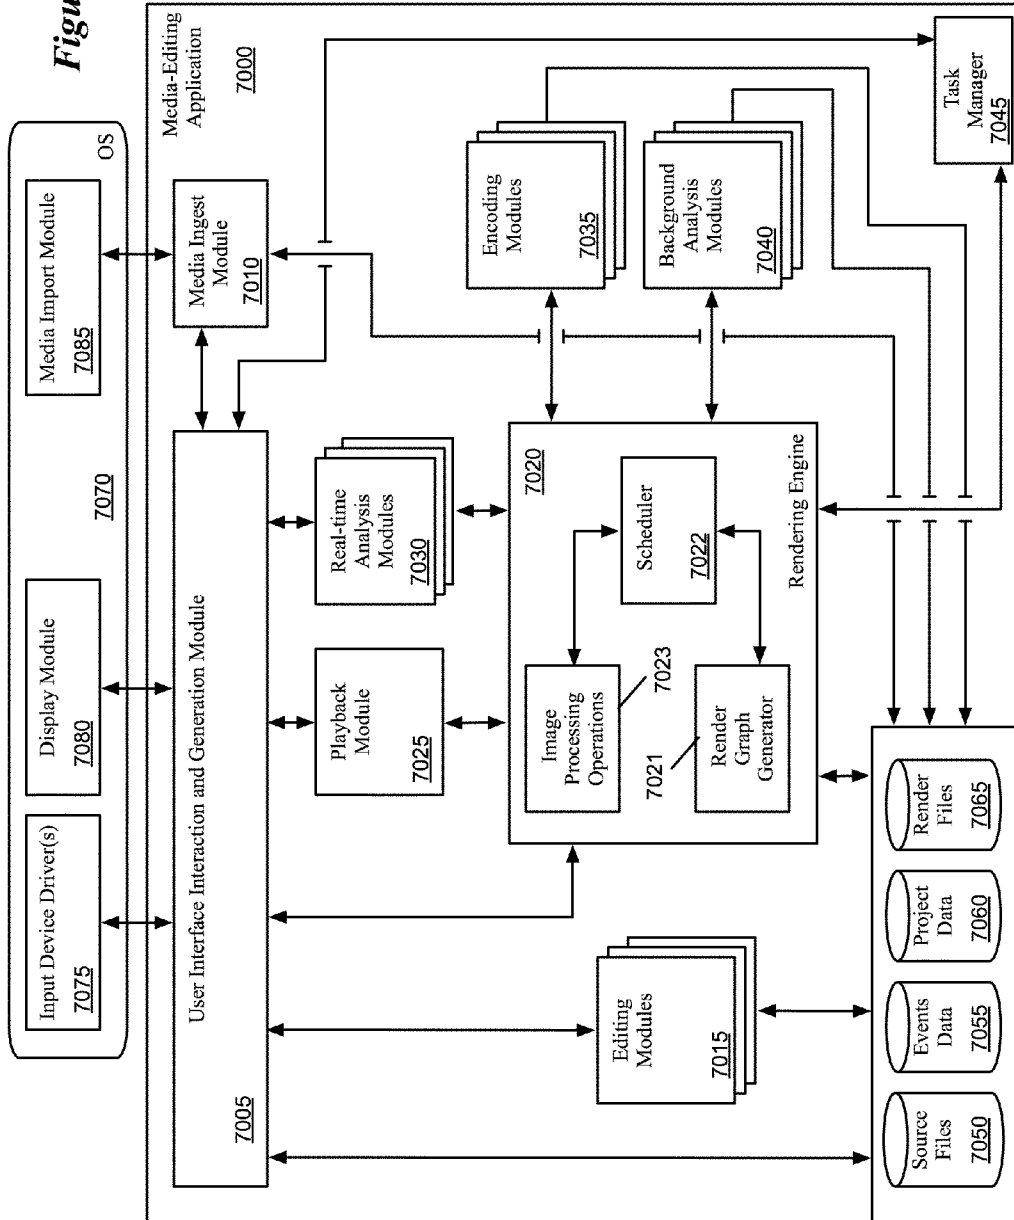 Figu
Input Device Driver(s)
7075
Display Module
7080
7070
Media Import Module
7085
OS
Media-Editing
Application
7000
User Interface Interaction and Generation Module
7005
Media Ingest
Module
7010
Playback
Module
7025
Real-time
Analysis
Modules
7030
Encoding
Modules
7035
Background
Analysis
Modules
7040
7020
Image
Processing
Operations
7023
Scheduler
7022
7021
Render
Graph
Generator
Rendering Engine
Editing
Modules
7015
Task
Manager
7045
Source
Files
7050
Events
Data
7055
Project
Data
7060
Render
Files
7065